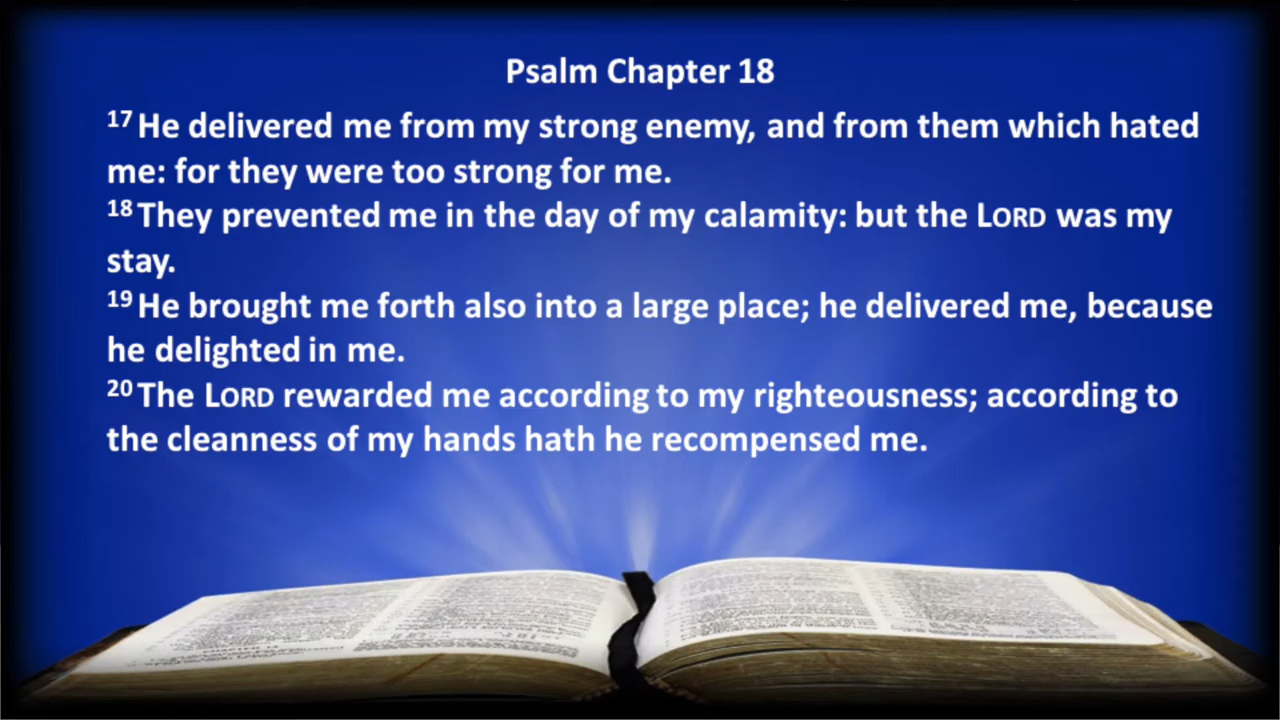 Psalm Chapter 18
17 He delivered me from my strong enemy, and from them which hated
me: for they were too strong for me.
18 They prevented me in the day of my calamity: but the LORD was my
stay.
19 He brought me forth also into a large place; he delivered me, because
he delighted in me.
20 The LORD rewarded me according to my righteousness; according to
the cleanness of my hands hath he recompensed me.